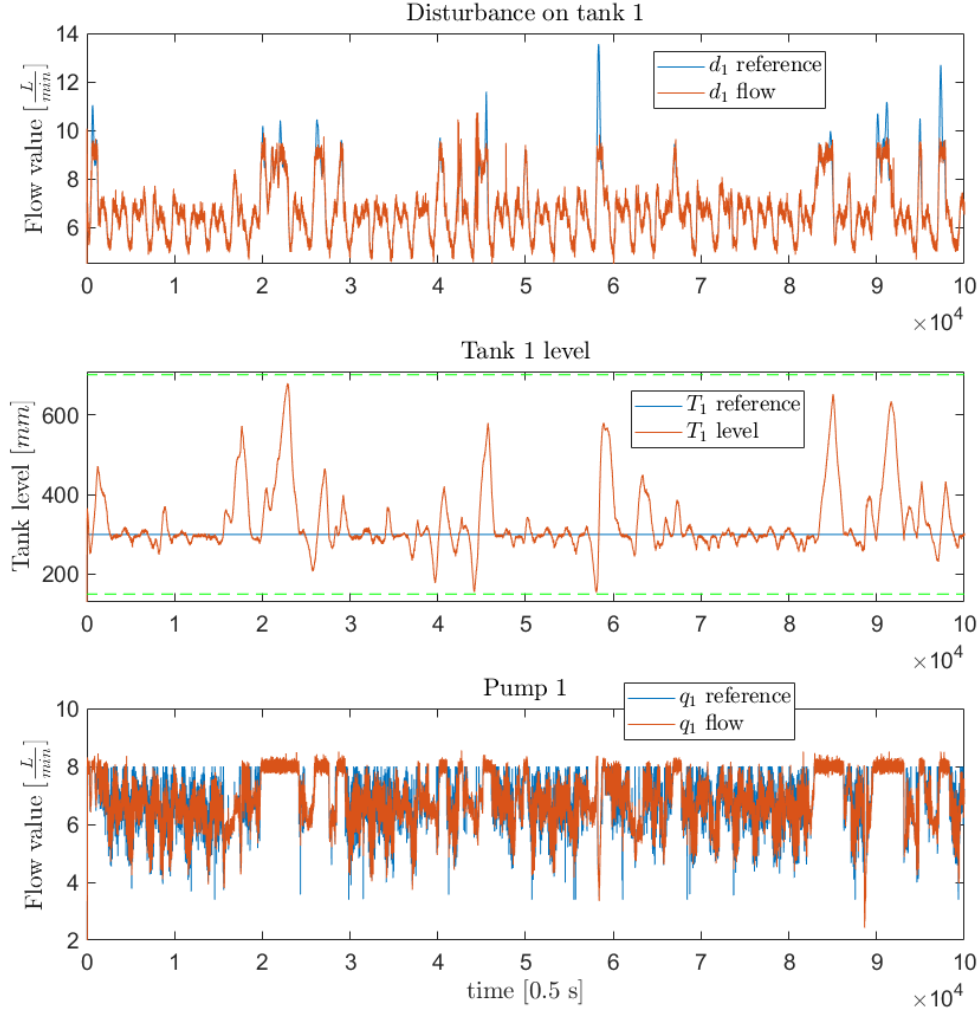 Disturbance on tank 1
Flow value [L/min]
14
12
10
8
6
d1 reference
d1 flow
0 1 2 3 4 5 6 7 8 9 10
×10^4
Tank 1 level
Tank level [mm]
600
400
200
T1 reference
T1 level
0 1 2 3 4 5 6 7 8 9 10
×10^4
Pump 1
Flow value [L/min]
10
8
6
4
2
q1 reference
q1 flow
0 1 2 3 4 5 6 7 8 9 10
time [0.5 s]
×10^4